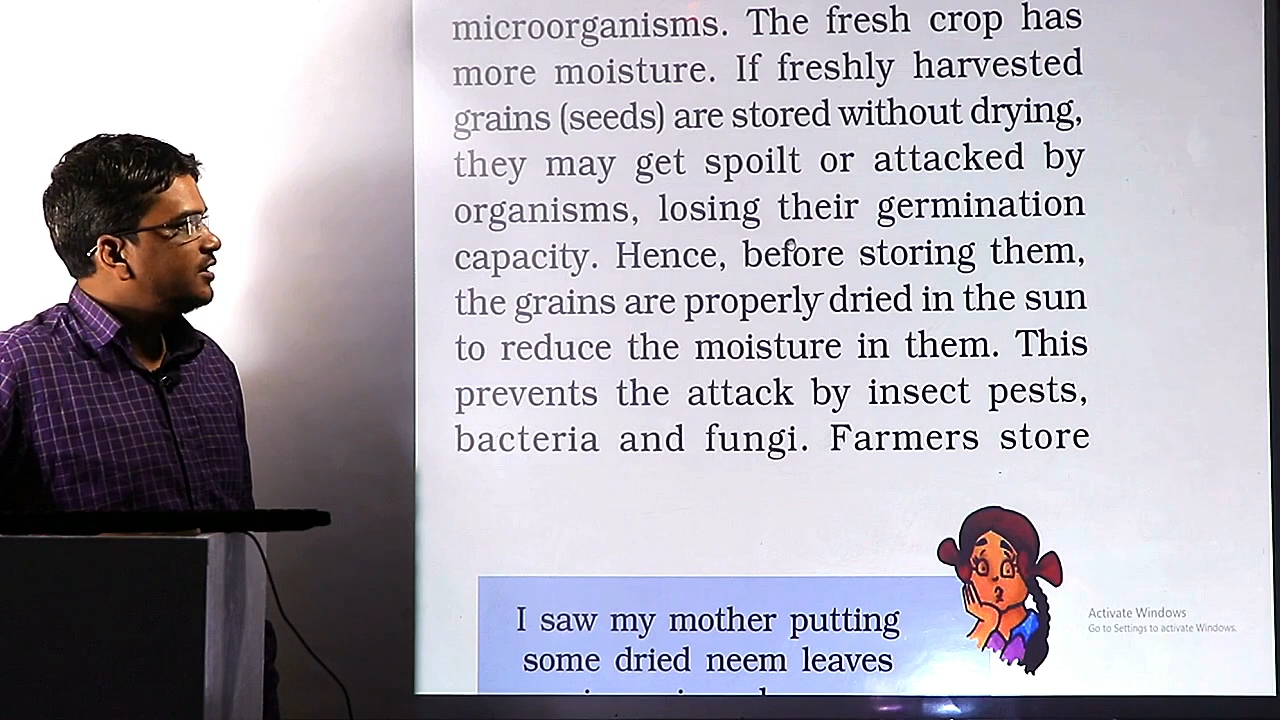 microorganisms. The fresh crop has
more moisture. If freshly harvested
grains (seeds) are stored without drying,
they may get spoilt or attacked by
organisms, losing their germination
capacity. Hence, before storing them,
the grains are properly dried in the sun
to reduce the moisture in them. This
prevents the attack by insect pests,
bacteria and fungi. Farmers store
I saw my mother putting
some dried neem leaves
Activate Windows
Go to Settings to activate Windows.